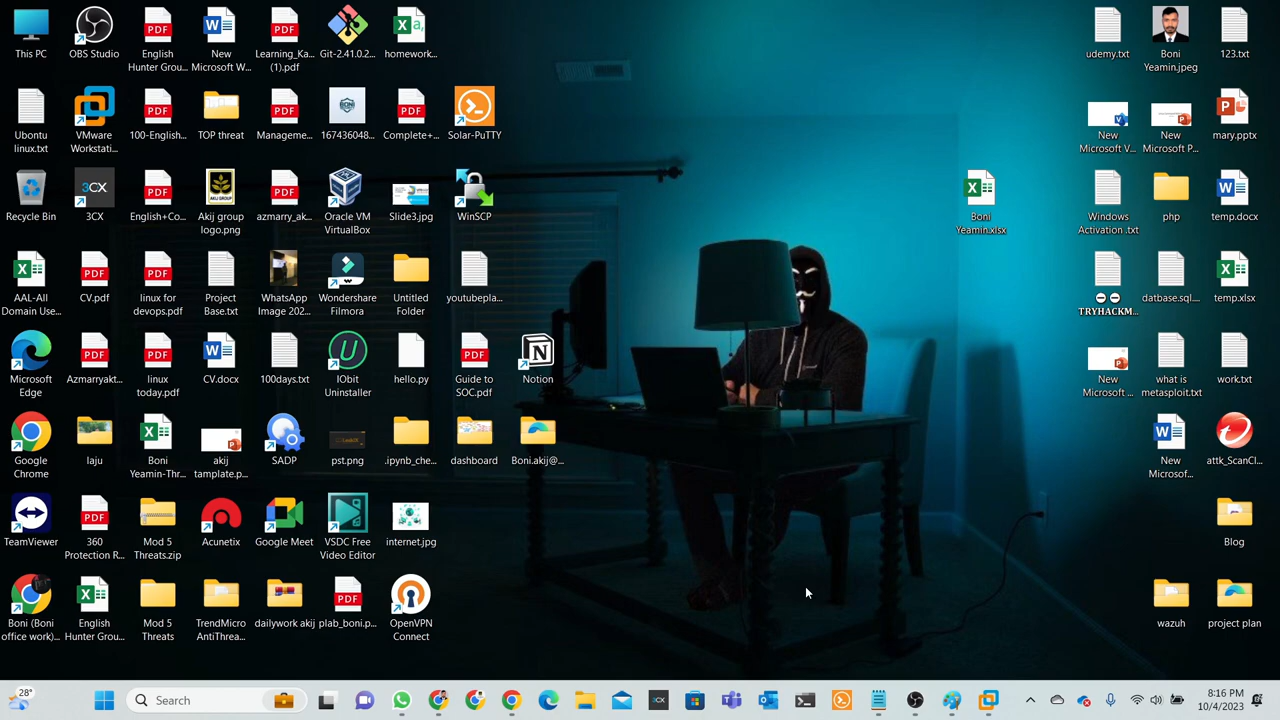 This PC
OBS Studio
English
Hunter Grou...
New
Microsoft W...
Learning_Ka...
(1).pdf
Git-2.41.0.2...
homework...
Ubontu
linux.txt
VMware
Workstati...
100-English...
TOP threat
Manageme...
167436048...
Complete+...
Solar-PuTTY
Recycle Bin
3CX
3CX
English+Co...
Akij group
logo.png
azmarry_ak...
Oracle VM
VirtualBox
Slide3.jpg
WinSCP
AAL-All
Domain Use...
CV.pdf
linux for
devops.pdf
Project
Base.txt
WhatsApp
Image 202...
Wondershare
Filmora
Untitled
Folder
youtubepla...
Microsoft
Edge
Azmarryakt...
linux
today.pdf
CV.docx
100days.txt
IObit
Uninstaller
hello.py
Guide to
SOC.pdf
Notion
Google
Chrome
laju
Boni
Yeamin-Thr...
akij
tamplate.p...
SADP
pst.png
.ipynb_che...
dashboard
Boni.akij@...
TeamViewer
360
Protection R...
Mod 5
Threats.zip
Acunetix
Google Meet
VSDC Free
Video Editor
internet.jpg
Boni (Boni
office work)...
English
Hunter Grou...
Mod 5
Threats
TrendMicro
AntiThrea...
dailywork akij
plab_boni.p...
OpenVPN
Connect
Boni
Yeamin.xlsx
udemy.txt
Boni
Yeamin.jpeg
123.txt
New
Microsoft V...
New
Microsoft P...
mary.pptx
Windows
Activation .txt
php
temp.docx
TRYHACKM...
datbase.sql....
temp.xlsx
New
Microsoft ...
what is
metasploit.txt
work.txt
New
Microsof...
attk_ScanCl...
Blog
wazuh
project plan
28°
Search
3CX
8:16 PM
10/4/2023